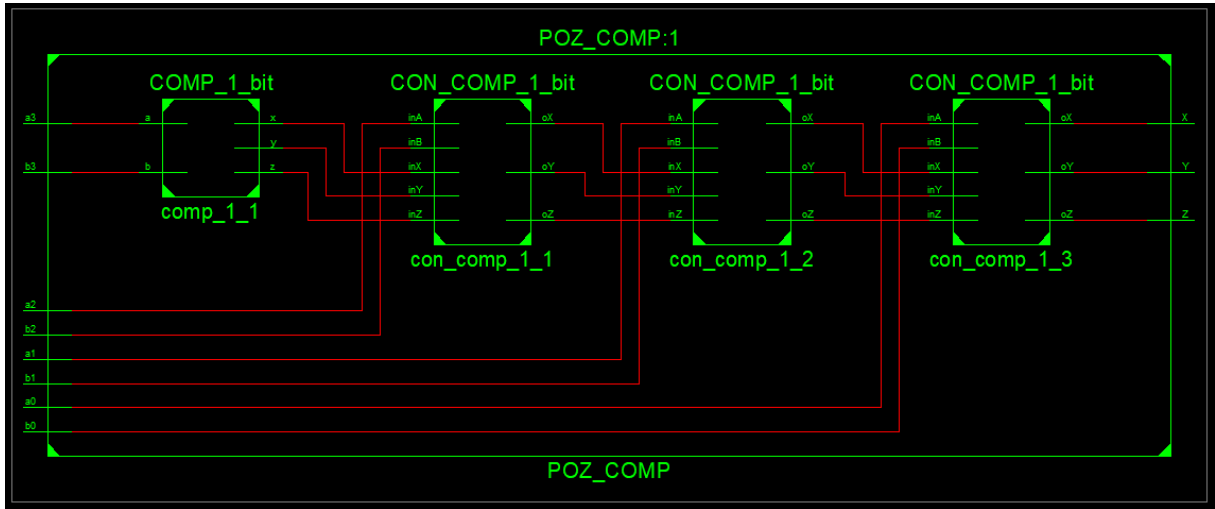 POZ_COMP:1
COMP_1_bit CON_COMP_1_bit CON_COMP_1_bit CON_COMP_1_bit
a3 a x inA oX inA oX inA oX X
y inB inB inB
b3 b z inX oY inX oY inX oY Y
inY inY inY
comp_1_1 inZ oZ inZ oZ inZ oZ Z
con_comp_1_1 con_comp_1_2 con_comp_1_3
a2
b2
a1
b1
a0
b0
POZ_COMP